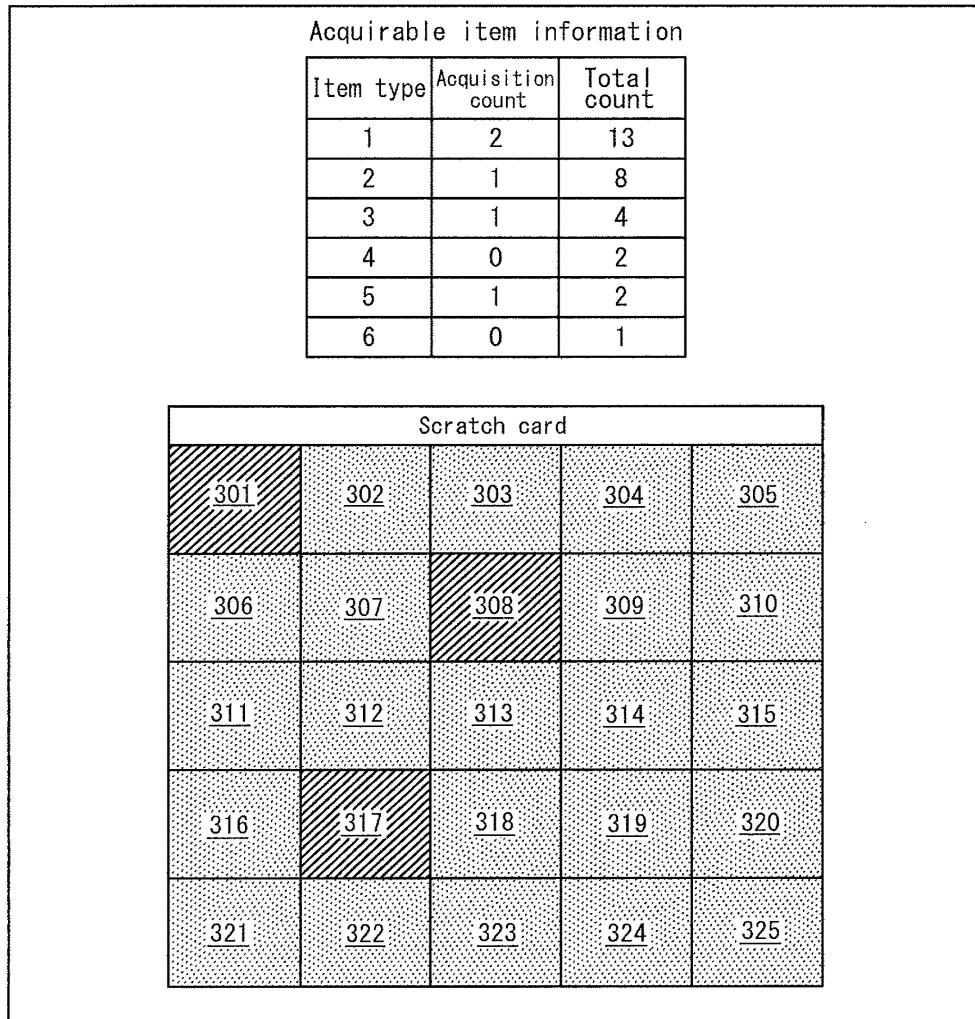 Acquirable item information
Item type Acquisition count Total count
1 2 13
2 1 8
3 1 4
4 0 2
5 1 2
6 0 1
Scratch card
301 302 303 304 305
306 307 308 309 310
311 312 313 314 315
316 317 318 319 320
321 322 323 324 325